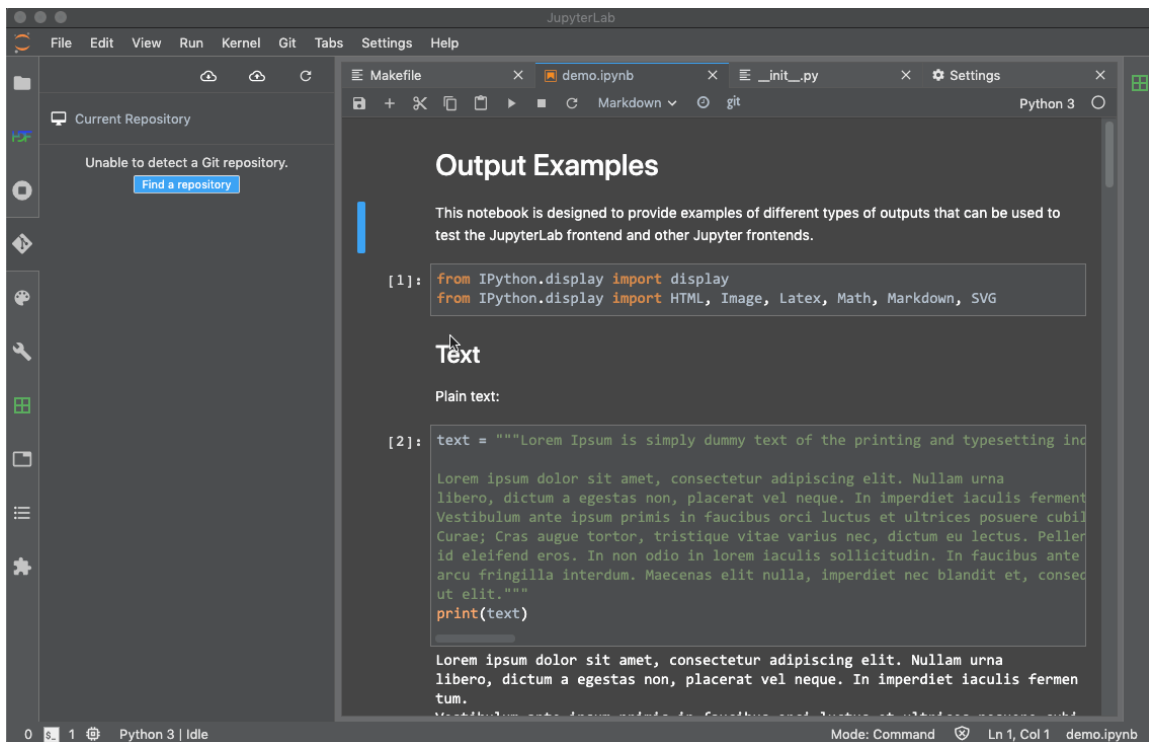 JupyterLab
File Edit View Run Kernel Git Tabs Settings Help
Makefile demo.ipynb __init__.py Settings
Markdown git Python 3
Current Repository
Unable to detect a Git repository.
Find a repository
Output Examples
This notebook is designed to provide examples of different types of outputs that can be used to
test the JupyterLab frontend and other Jupyter frontends.
[1]: from IPython.display import display
from IPython.display import HTML, Image, Latex, Math, Markdown, SVG
Text
Plain text:
[2]: text = """Lorem Ipsum is simply dummy text of the printing and typesetting inc
Lorem ipsum dolor sit amet, consectetur adipiscing elit. Nullam urna
libero, dictum a egestas non, placerat vel neque. In imperdiet iaculis ferment
Vestibulum ante ipsum primis in faucibus orci luctus et ultrices posuere cubil
Curae; Cras augue tortor, tristique vitae varius nec, dictum eu lectus. Peller
id eleifend eros. In non odio in lorem iaculis sollicitudin. In faucibus ante
arcu fringilla interdum. Maecenas elit nulla, imperdiet nec blandit et, consec
ut elit."""
print(text)
Lorem ipsum dolor sit amet, consectetur adipiscing elit. Nullam urna
libero, dictum a egestas non, placerat vel neque. In imperdiet iaculis fermen
tum.
0 $_ 1 Python 3 | Idle Mode: Command Ln 1, Col 1 demo.ipynb